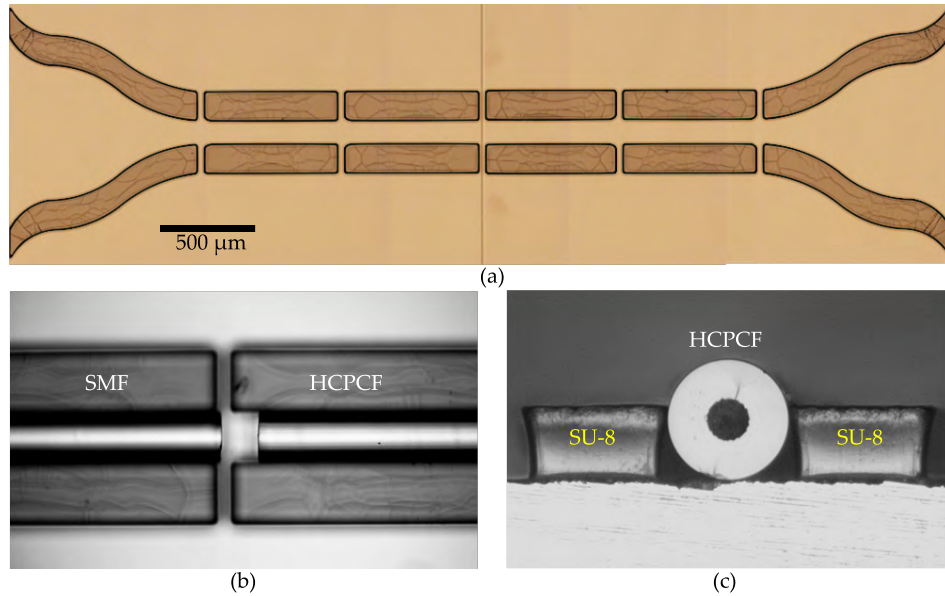 500 µm
(a)
SMF
HCPCF
(b)
HCPCF
SU-8
SU-8
(c)